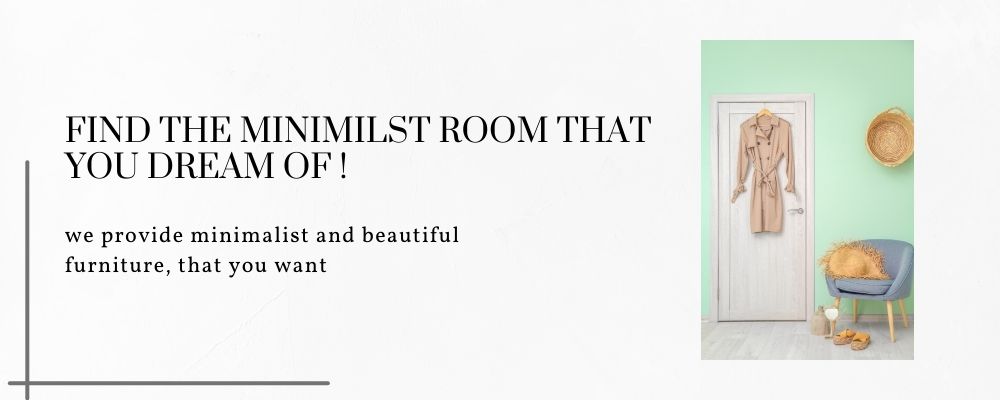 FIND THE MINIMILST ROOM THAT
YOU DREAM OF !
we provide minimalist and beautiful
furniture, that you want